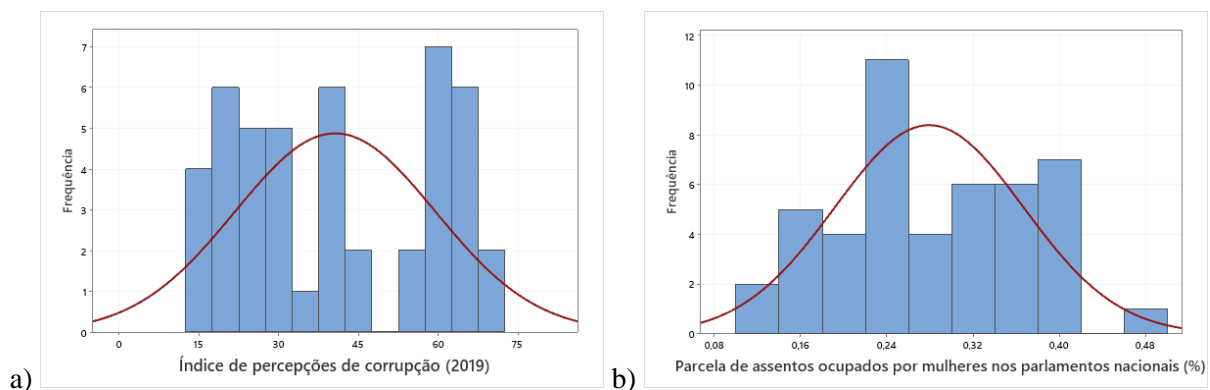 7
6
5
4
3
2
1
0
Frequência
0 15 30 45 60 75
Índice de percepções de corrupção (2019)
a)
12
10
8
6
4
2
0
Frequência
0,08 0,16 0,24 0,32 0,40 0,48
Parcela de assentos ocupados por mulheres nos parlamentos nacionais (%)
b)